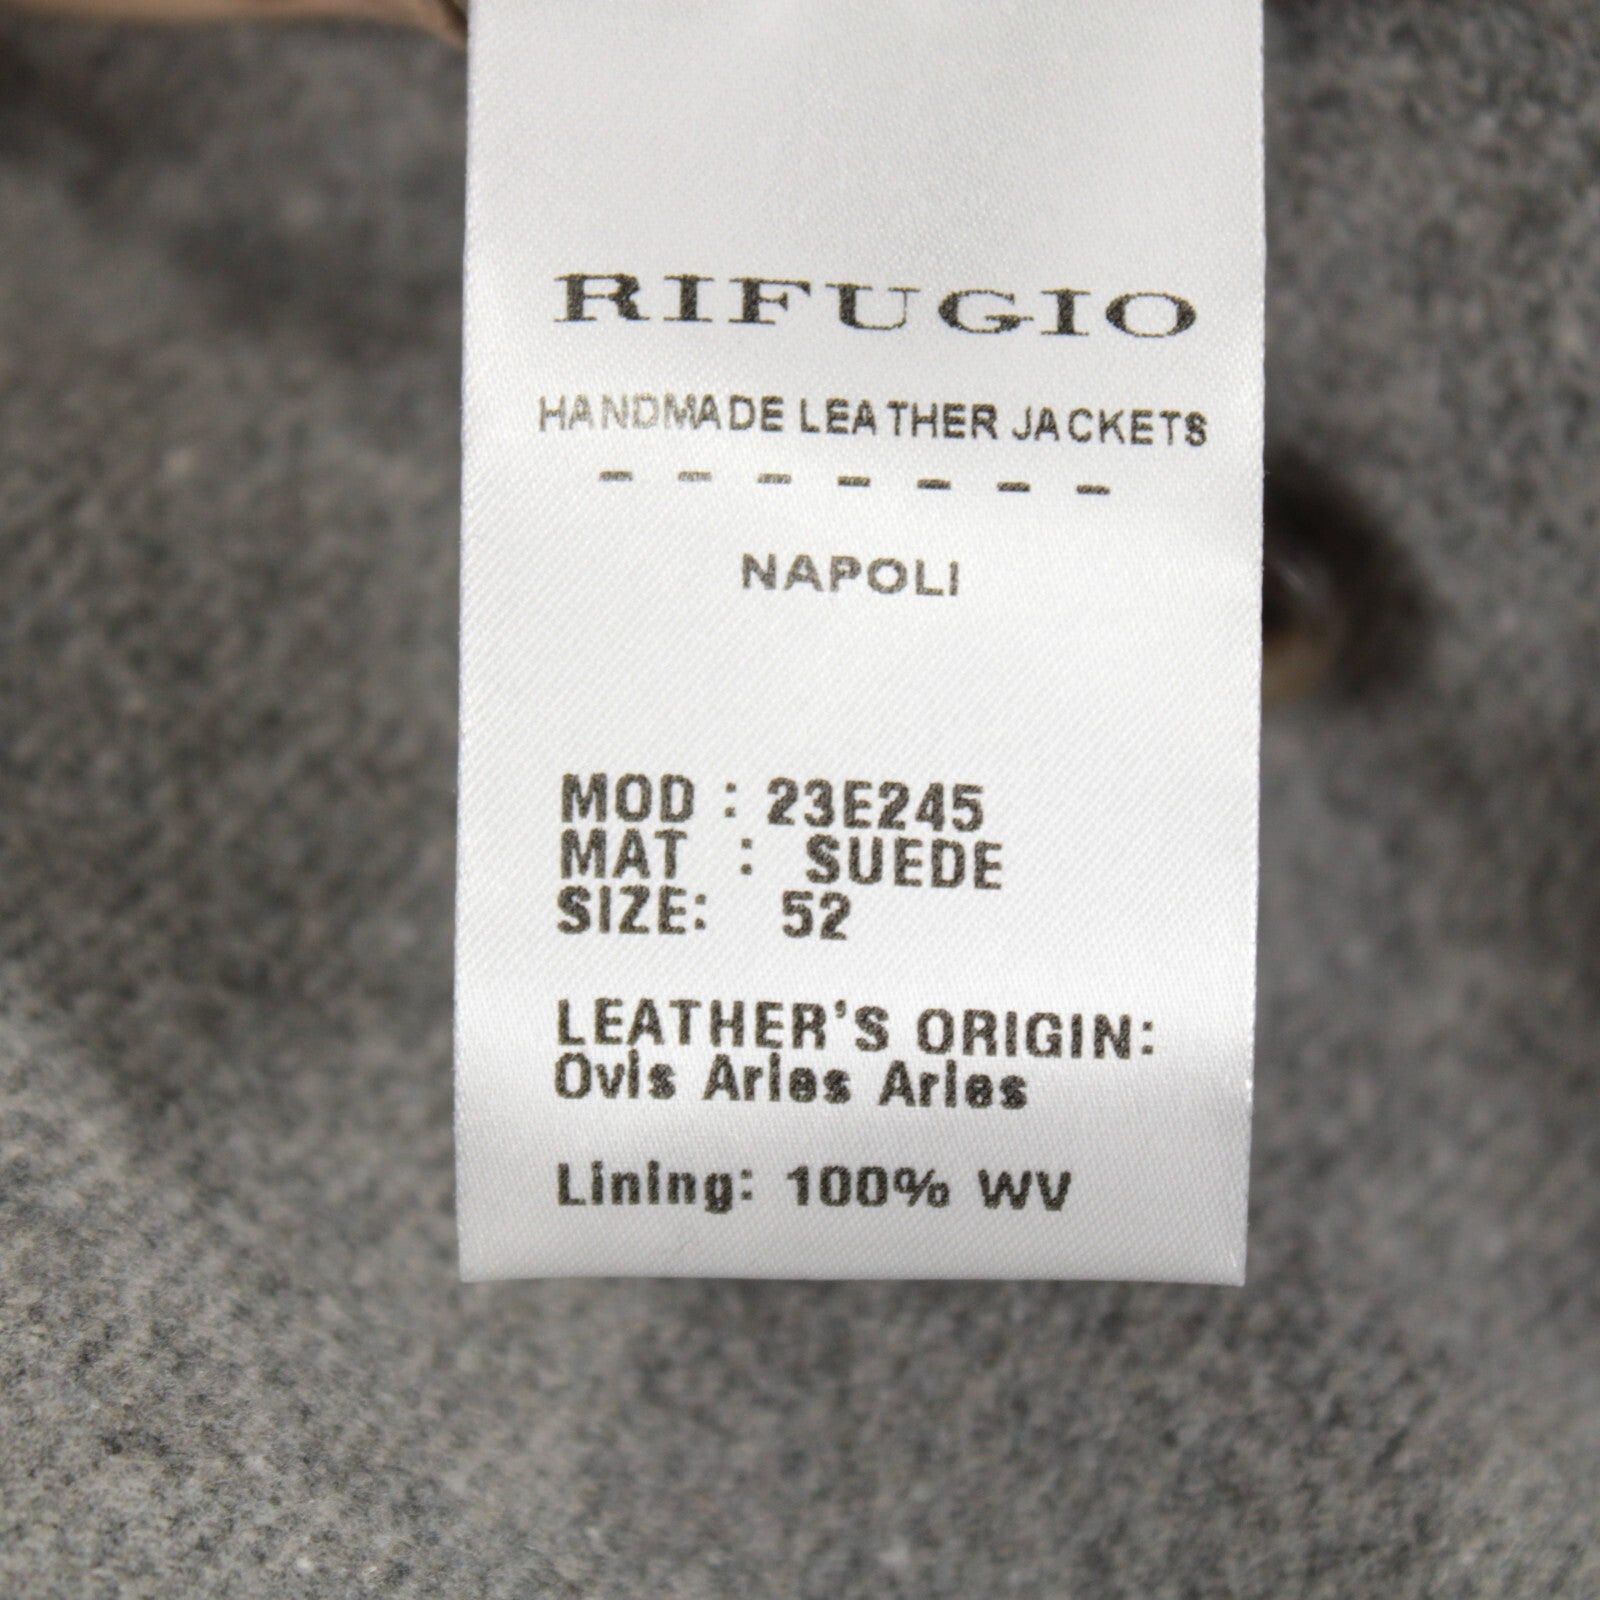 RIFUGIO
HANDMADE LEATHER JACKETS
- - - - - - -
NAPOLI
MOD : 23E245
MAT : SUEDE
SIZE: 52
LEATHER'S ORIGIN:
Ovis Aries Aries
Lining: 100% WV